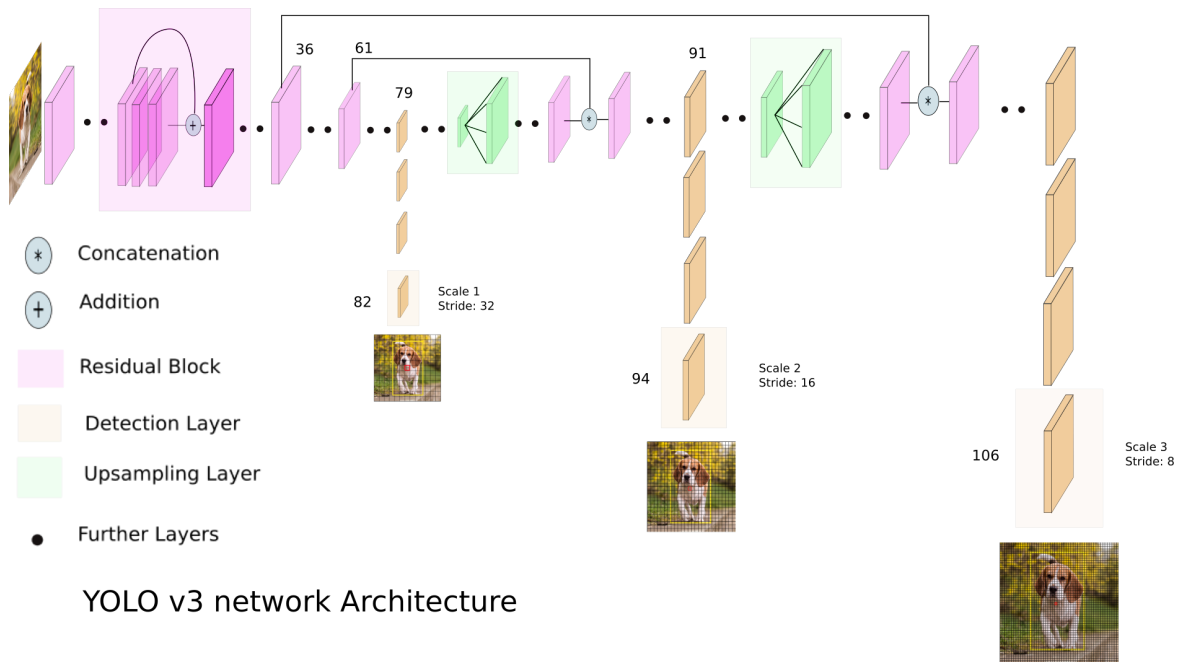 36
61
79
91
Concatenation
Addition
Residual Block
Detection Layer
Upsampling Layer
Further Layers
82
Scale 1
Stride: 32
94
Scale 2
Stride: 16
106
Scale 3
Stride: 8
YOLO v3 network Architecture